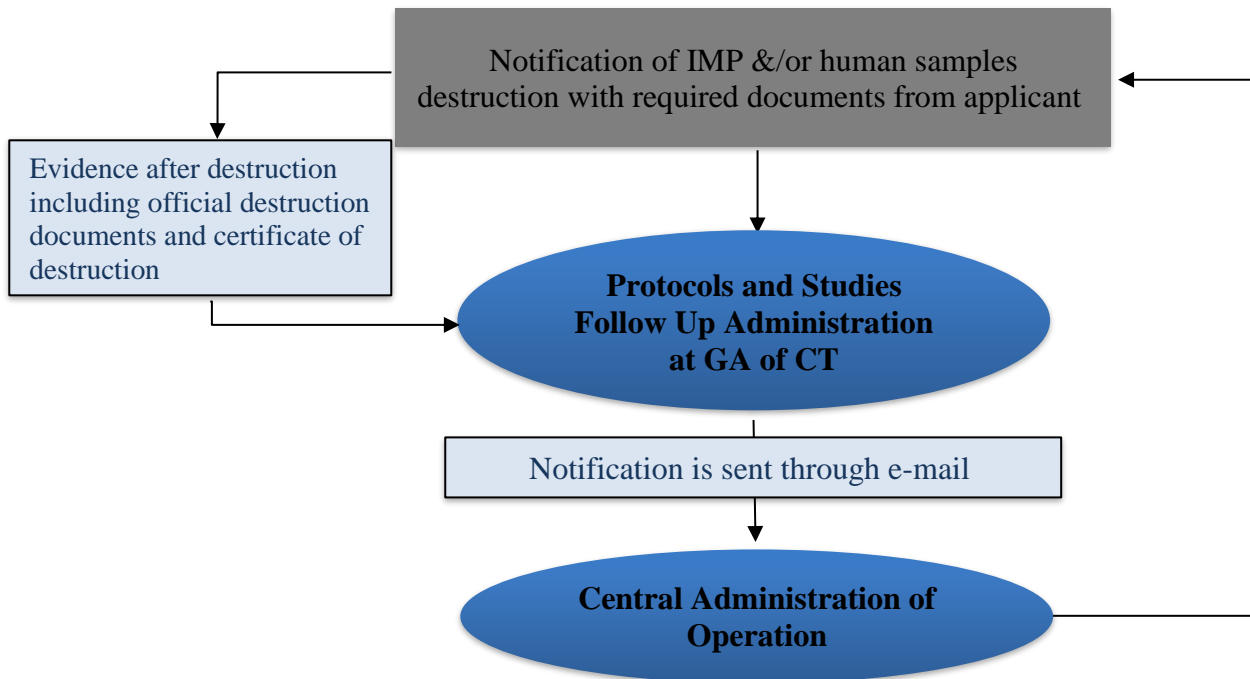 Notification of IMP &/or human samples
destruction with required documents from applicant
Evidence after destruction
including official destruction
documents and certificate of
destruction
Protocols and Studies
Follow Up Administration
at GA of CT
Notification is sent through e-mail
Central Administration of
Operation